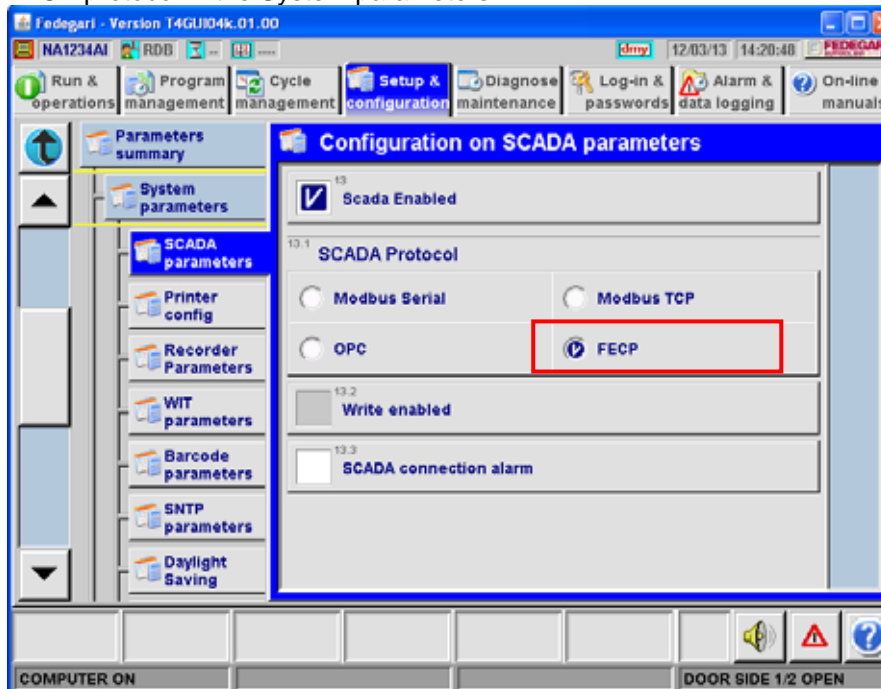 Fedegari - Version T4GUI04k.01.00
NA1234AI RDB -- ---- dmy 12/03/13 14:20:48 FEDEGARI
Run & operations
Program management
Cycle management
Setup & configuration
Diagnose maintenance
Log-in & passwords
Alarm & data logging
On-line manuals
Parameters summary
System parameters
SCADA parameters
Printer config
Recorder Parameters
WIT parameters
Barcode parameters
SNTP parameters
Daylight Saving
Configuration on SCADA parameters
13
Scada Enabled
13.1
SCADA Protocol
Modbus Serial
Modbus TCP
OPC
FECP
13.2
Write enabled
13.3
SCADA connection alarm
COMPUTER ON
DOOR SIDE 1/2 OPEN